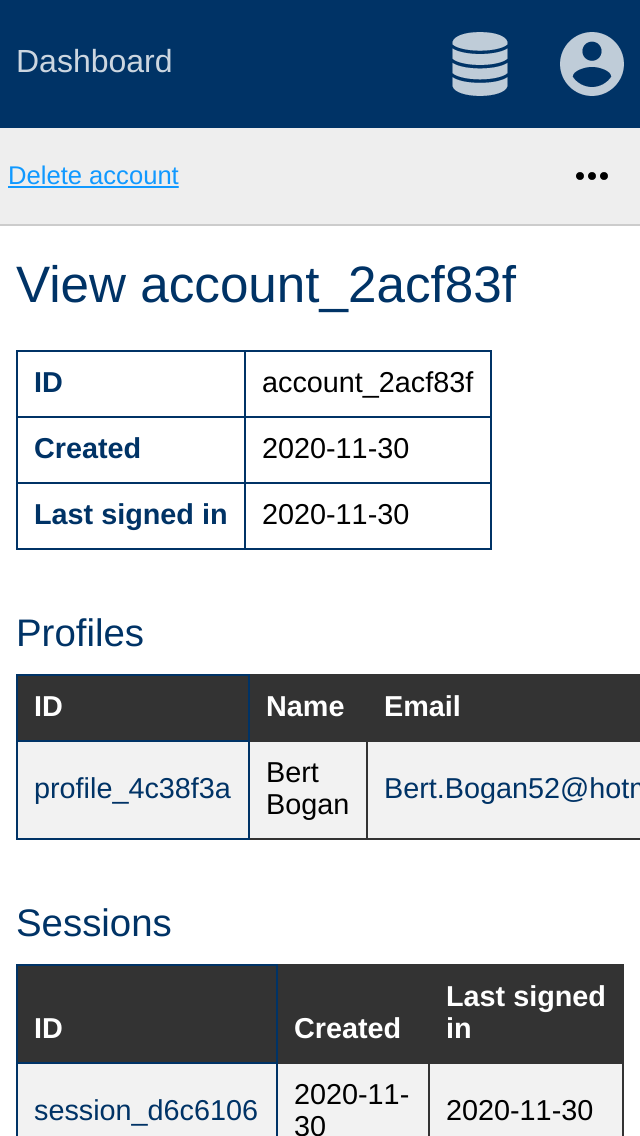 Dashboard
Delete account
View account_2acf83f
ID account_2acf83f
Created 2020-11-30
Last signed in 2020-11-30
Profiles
ID Name Email
profile_4c38f3a Bert Bogan Bert.Bogan52@hotm
Sessions
ID Created Last signed in
session_d6c6106 2020-11-30 2020-11-30